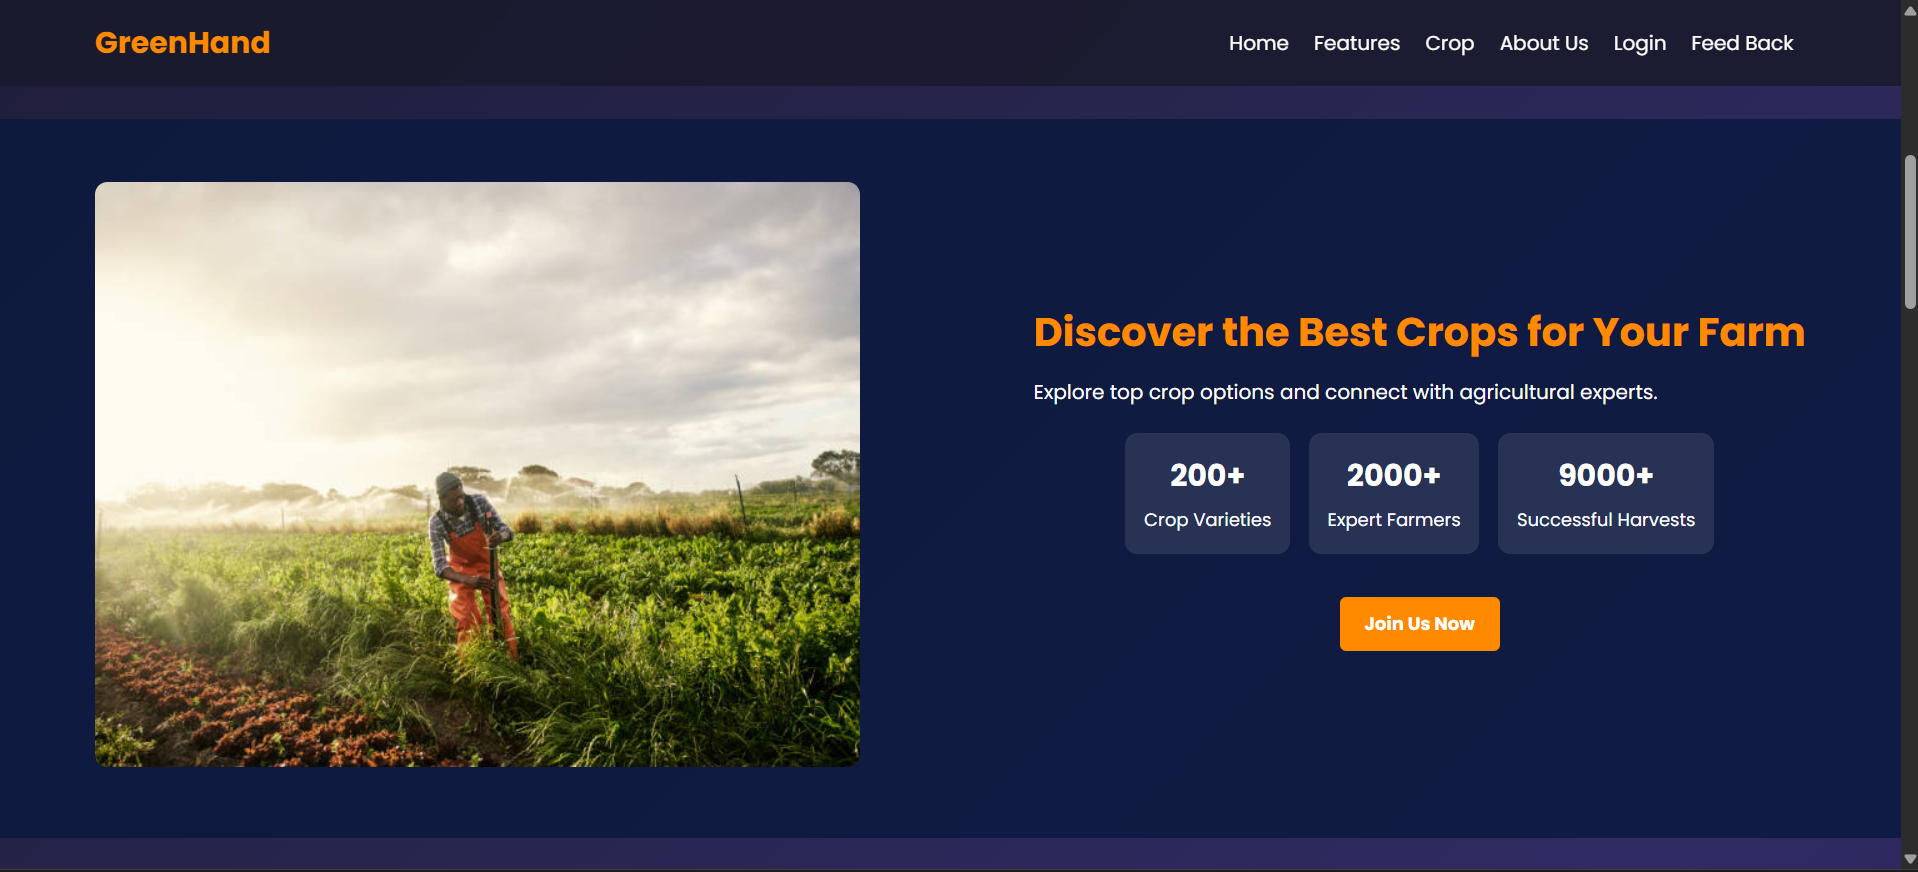 GreenHand
Home Features Crop About Us Login Feed Back
Discover the Best Crops for Your Farm
Explore top crop options and connect with agricultural experts.
200+ 2000+ 9000+
Crop Varieties Expert Farmers Successful Harvests
Join Us Now